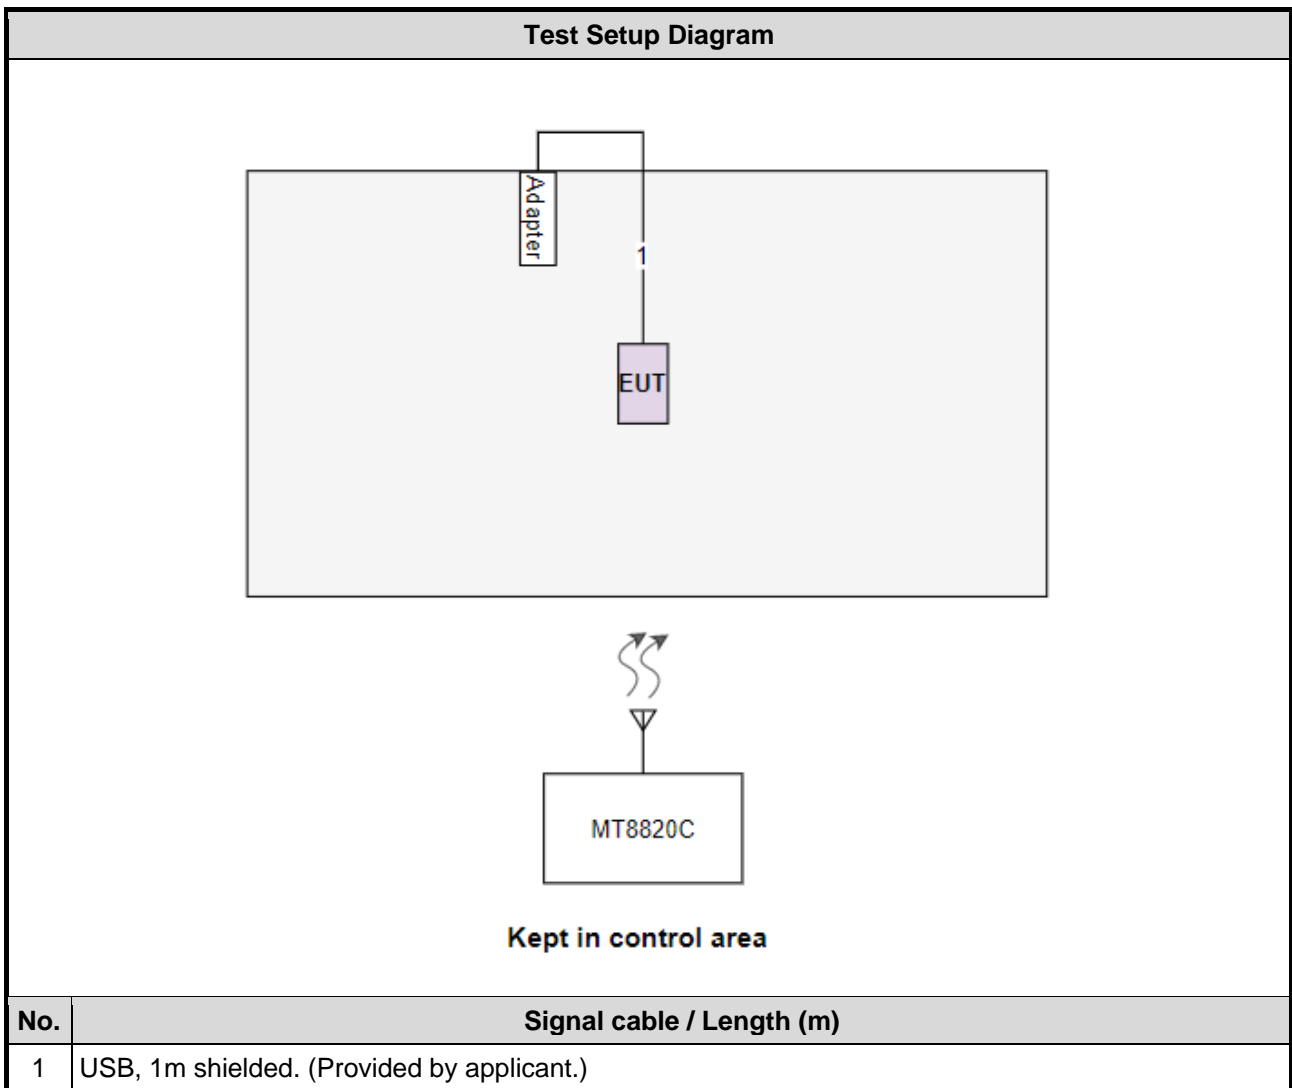 Test Setup Diagram
Adapter
1
EUT
MT8820C
Kept in control area
No. Signal cable / Length (m)
1 USB, 1m shielded. (Provided by applicant.)